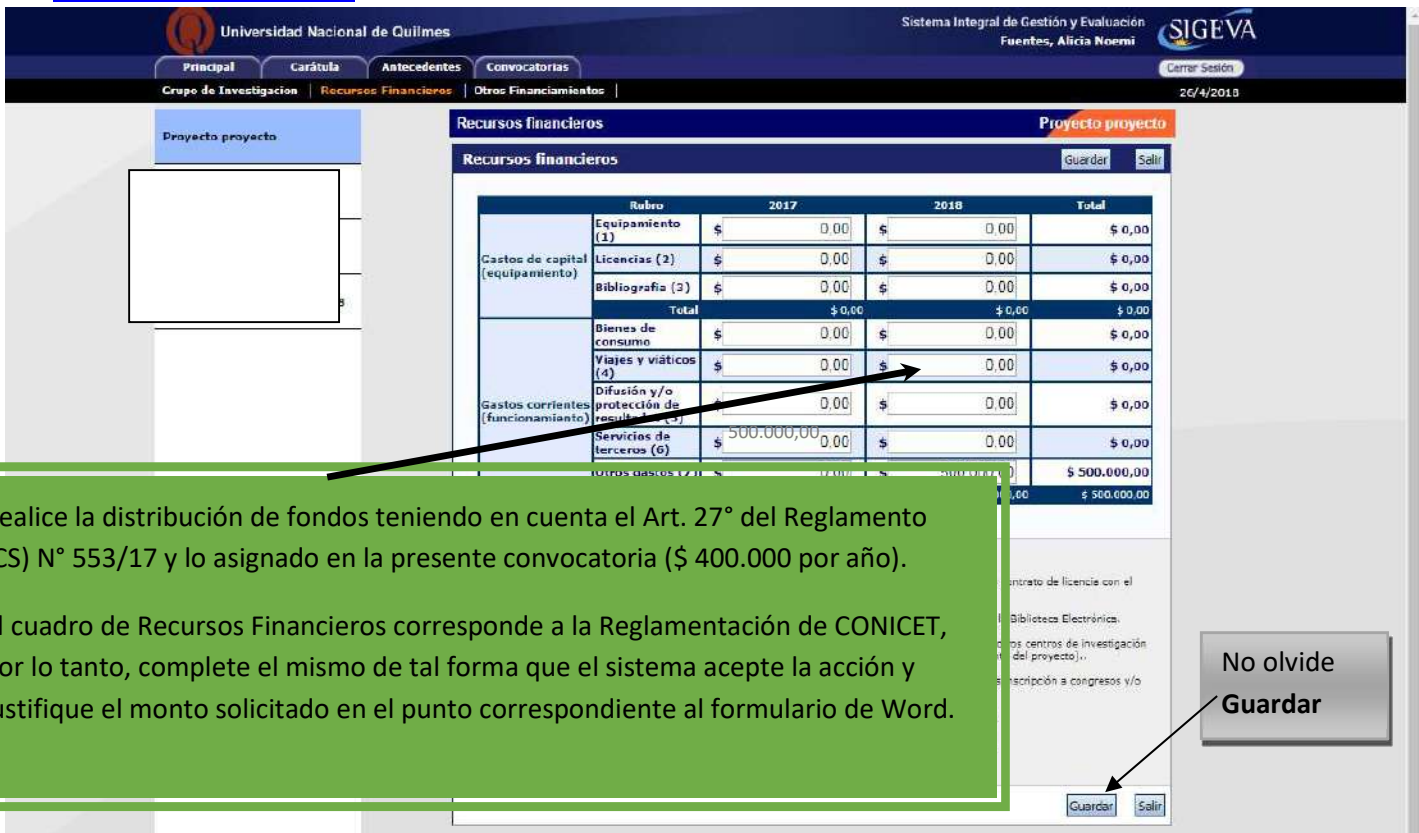 Universidad Nacional de Quilmes
Sistema Integral de Gestión y Evaluación
Fuentes, Alicia Noemi
SIGEVA
Principal Carátula Antecedentes Convocatorias
Cerrar Sesión
Grupo de Investigacion | Recursos Financieros | Otros Financiamientos |
26/4/2018
Proyecto proyecto
Recursos financieros Proyecto proyecto
Recursos financieros Guardar Salir
Rubro 2017 2018 Total
Gastos de capital (equipamiento)
Equipamiento (1) $ 0,00 $ 0,00 $ 0,00
Licencias (2) $ 0,00 $ 0,00 $ 0,00
Bibliografía (3) $ 0,00 $ 0,00 $ 0,00
Total $ 0,00 $ 0,00 $ 0,00
Gastos corrientes (funcionamiento)
Bienes de consumo $ 0,00 $ 0,00 $ 0,00
Viajes y viáticos (4) $ 0,00 $ 0,00 $ 0,00
Difusión y/o protección de 0,00 $ 0,00 $ 0,00
500.000,00
Servicios de terceros (6) $ 0,00 $ 0,00 $ 0,00
$ 500.000,00
$ 500.000,00
ealice la distribución de fondos teniendo en cuenta el Art. 27° del Reglamento
CS) N° 553/17 y lo asignado en la presente convocatoria ($ 400.000 por año).
l cuadro de Recursos Financieros corresponde a la Reglamentación de CONICET,
or lo tanto, complete el mismo de tal forma que el sistema acepte la acción y
ustifique el monto solicitado en el punto correspondiente al formulario de Word.
de licencia con el
Biblioteca Electrónica.
centros de investigación
del proyecto)..
a congresos y/o
No olvide
Guardar
Guardar Salir